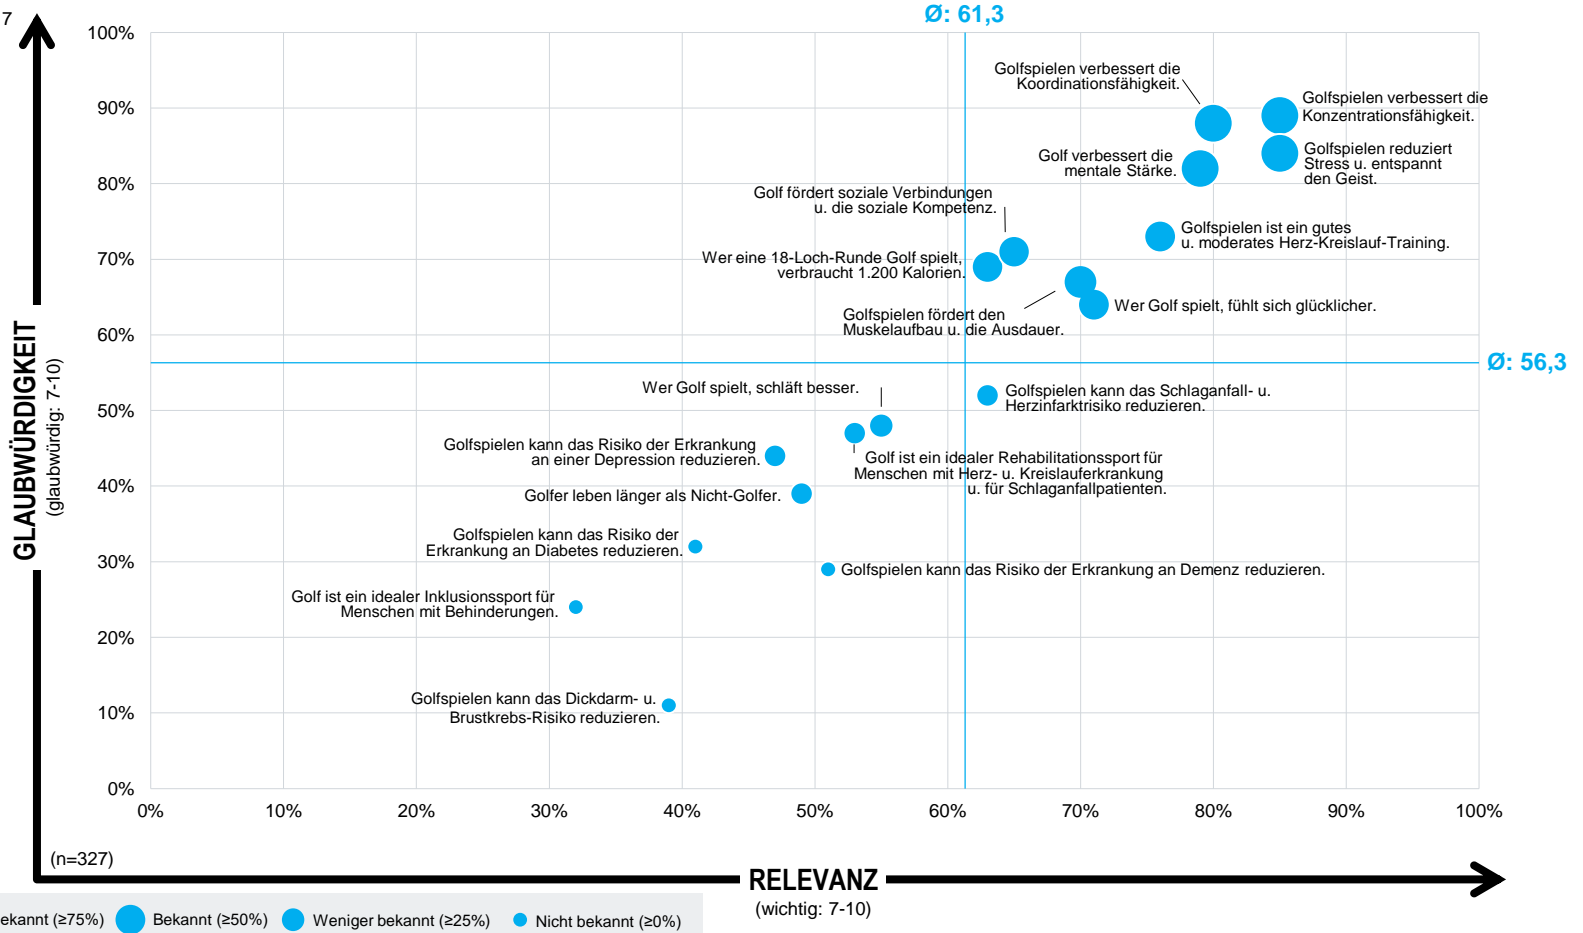 7
Ø: 61,3
100%
90%
80%
70%
60%
50%
40%
30%
20%
10%
0%
GLAUBWÜRDIGKEIT
(glaubwürdig: 7-10)
Golfspielen verbessert die
Koordinationsfähigkeit.
Golfspielen verbessert die
Konzentrationsfähigkeit.
Golf verbessert die
mentale Stärke.
Golfspielen reduziert
Stress u. entspannt
den Geist.
Golf fördert soziale Verbindungen
u. die soziale Kompetenz.
Golfspielen ist ein gutes
u. moderates Herz-Kreislauf-Training.
Wer eine 18-Loch-Runde Golf spielt,
verbraucht 1.200 Kalorien.
Golfspielen fördert den
Muskelaufbau u. die Ausdauer.
Wer Golf spielt, fühlt sich glücklicher.
Ø: 56,3
Wer Golf spielt, schläft besser.
Golfspielen kann das Schlaganfall- u.
Herzinfarktrisiko reduzieren.
Golfspielen kann das Risiko der Erkrankung
an einer Depression reduzieren.
Golf ist ein idealer Rehabilitationssport für
Menschen mit Herz- u. Kreislauferkrankung
u. für Schlaganfallpatienten.
Golfer leben länger als Nicht-Golfer.
Golfspielen kann das Risiko der
Erkrankung an Diabetes reduzieren.
Golfspielen kann das Risiko der Erkrankung an Demenz reduzieren.
Golf ist ein idealer Inklusionssport für
Menschen mit Behinderungen.
Golfspielen kann das Dickdarm- u.
Brustkrebs-Risiko reduzieren.
0% 10% 20% 30% 40% 50% 60% 70% 80% 90% 100%
(n=327)
RELEVANZ
(wichtig: 7-10)
ekannt (≥75%) Bekannt (≥50%) Weniger bekannt (≥25%) Nicht bekannt (≥0%)